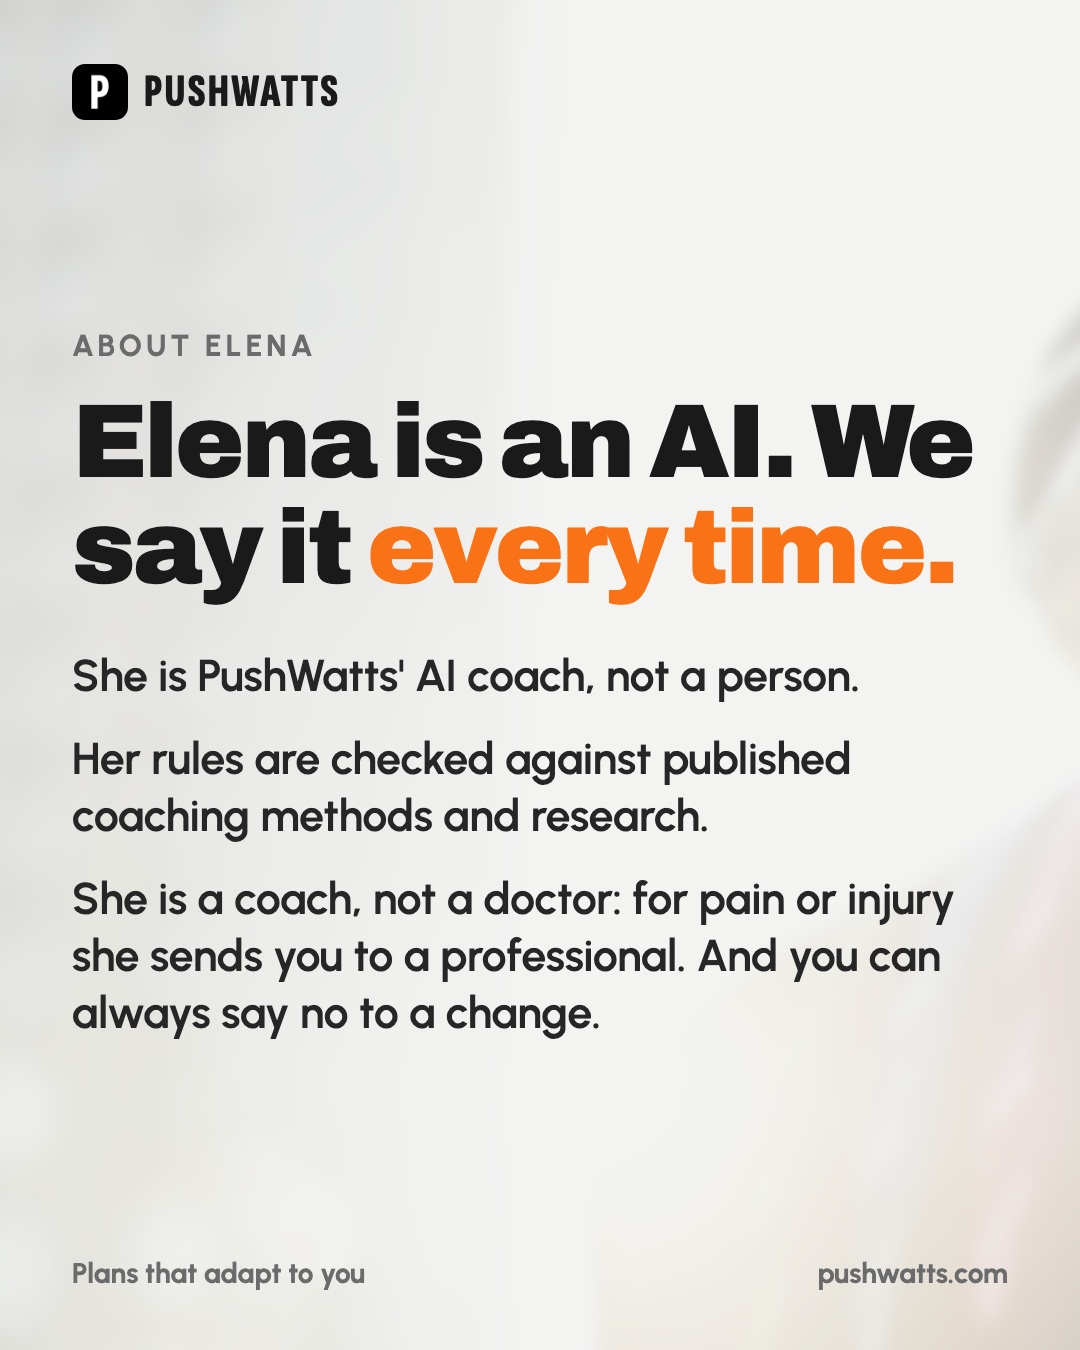 P PUSHWATTS
ABOUT ELENA
Elena is an AI. We
say it every time.
She is PushWatts' AI coach, not a person.
Her rules are checked against published
coaching methods and research.
She is a coach, not a doctor: for pain or injury
she sends you to a professional. And you can
always say no to a change.
Plans that adapt to you
pushwatts.com